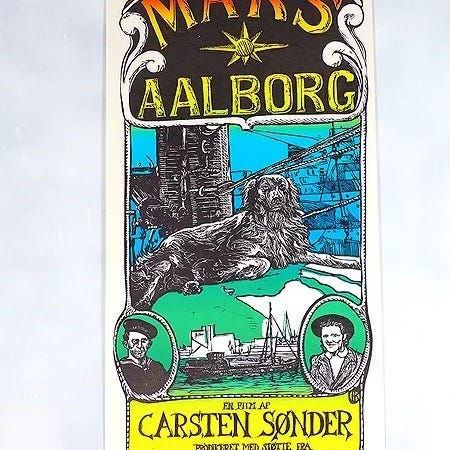 MARS'
AALBORG
EN FILM AF
CARSTEN SØNDER
PRODUCERET MED STØTTE FRA